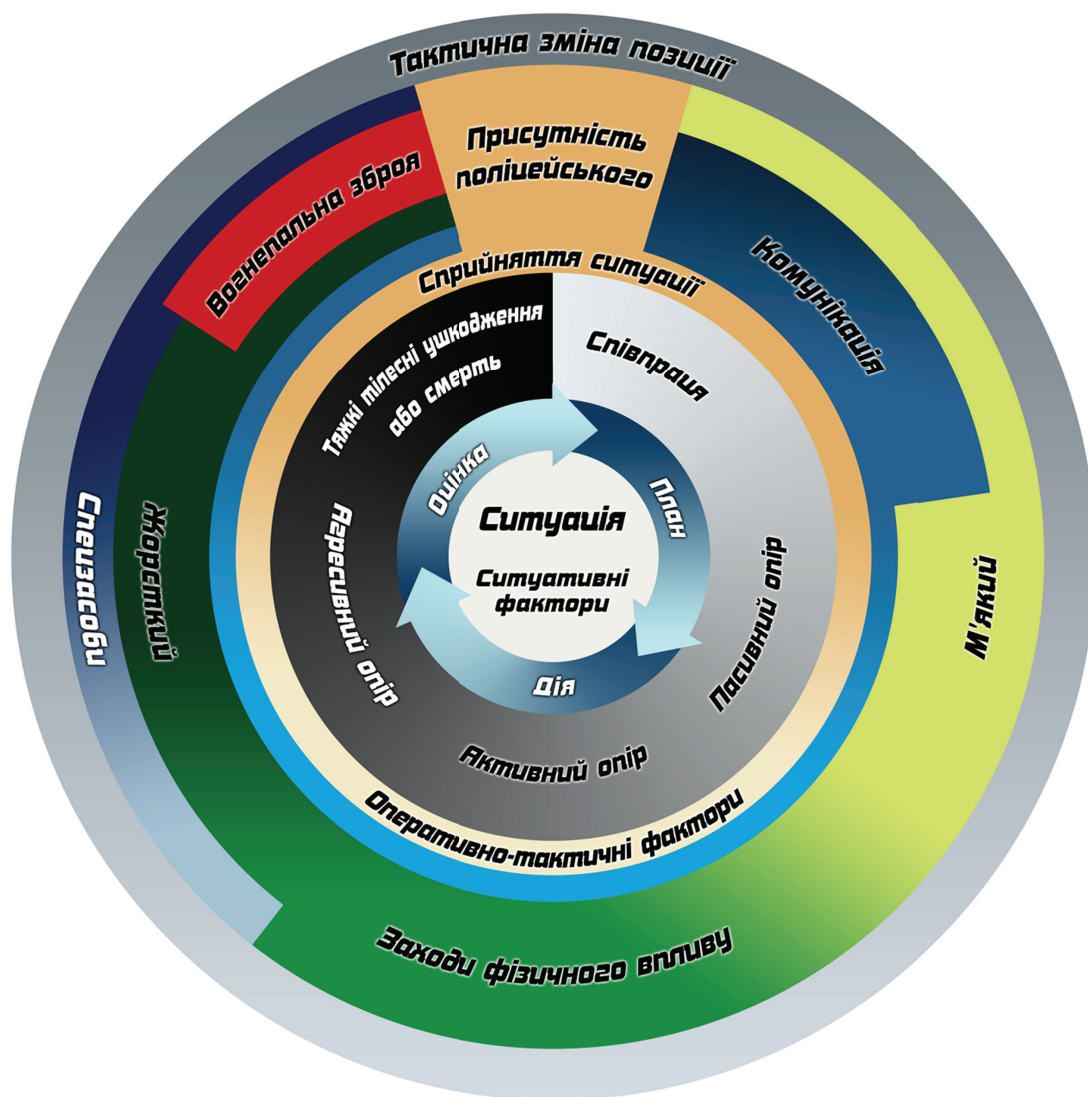 Тактична зміна позиції
Присутність
поліцейського
Вогнепальна зброя
Комунікація
Сприйняття ситуації
Тяжкі тілесні ушкодження
або смерть
Співпраця
Оцінка
План
Ситуація
Ситуативні
фактори
Дія
Спецзасоби
Жорсткий
Агресивний опір
Пасивний опір
М'який
Активний опір
Оперативно-тактичні фактори
Заходи фізичного впливу